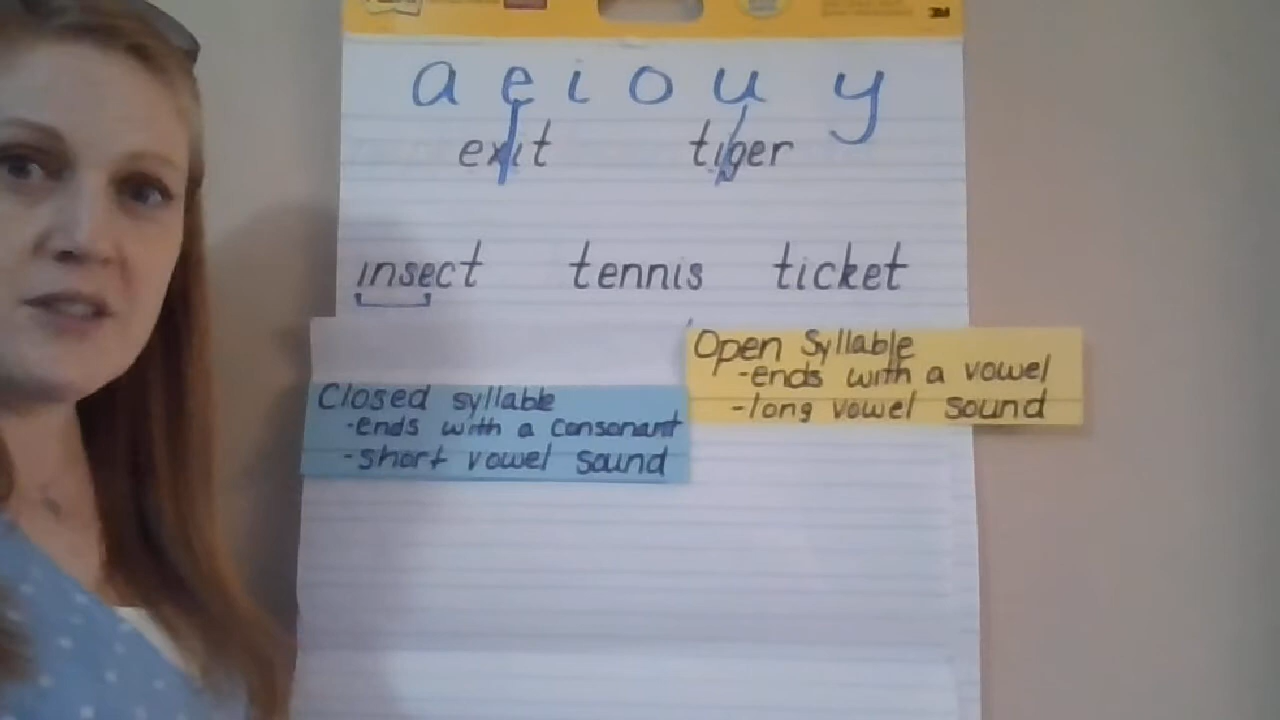 a e i o u y
exit tiger
insect tennis ticket
Open Syllable
-ends with a vowel
-long vowel sound
Closed syllable
-ends with a consonant
-short vowel sound
3M